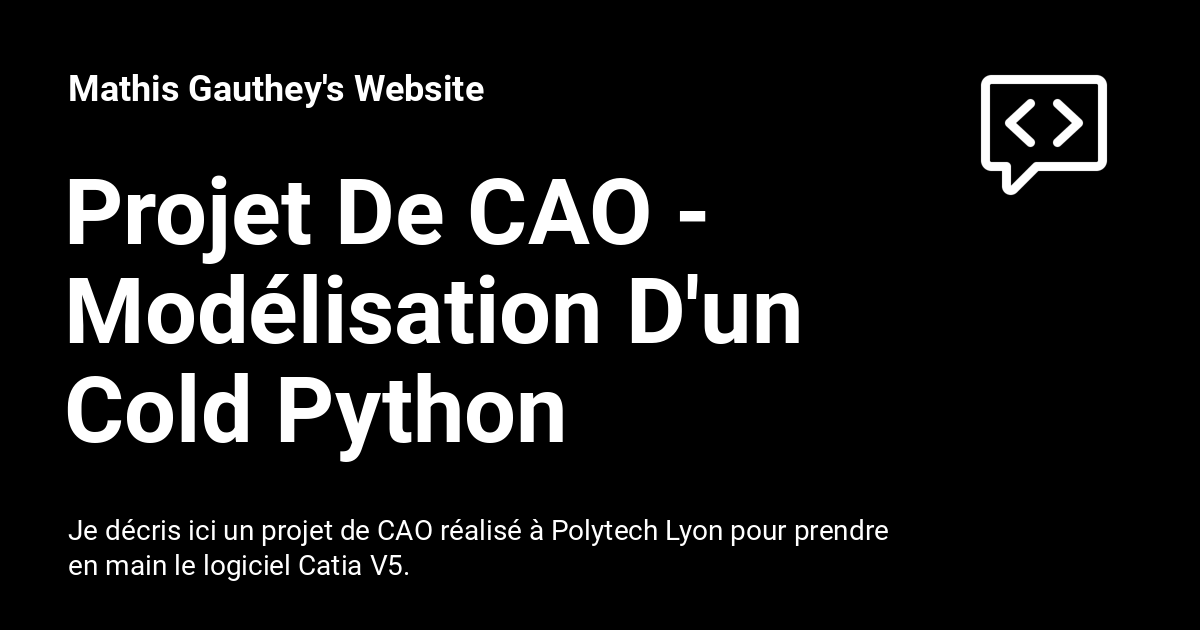 Mathis Gauthey's Website
Projet De CAO -
Modélisation D'un
Cold Python
Je décris ici un projet de CAO réalisé à Polytech Lyon pour prendre
en main le logiciel Catia V5.